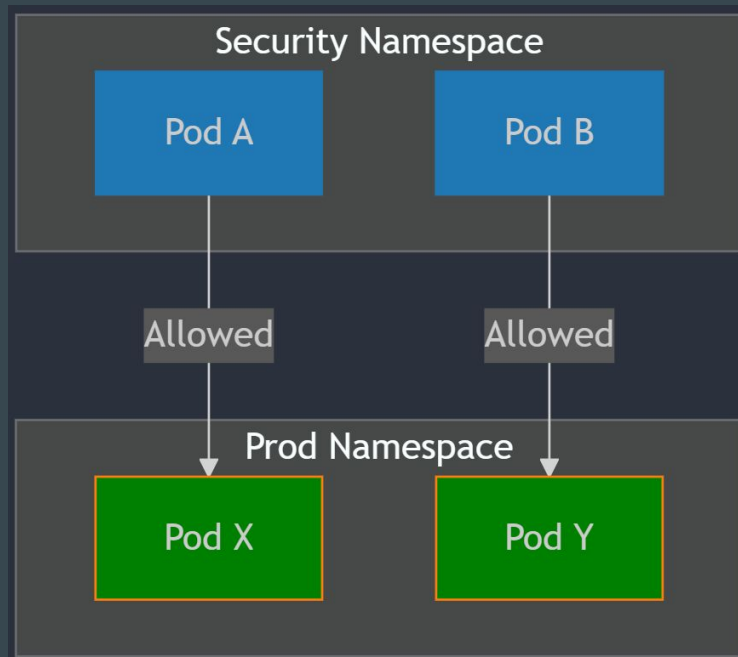 Security Namespace
Pod A
Pod B
Allowed
Allowed
Prod Namespace
Pod X
Pod Y